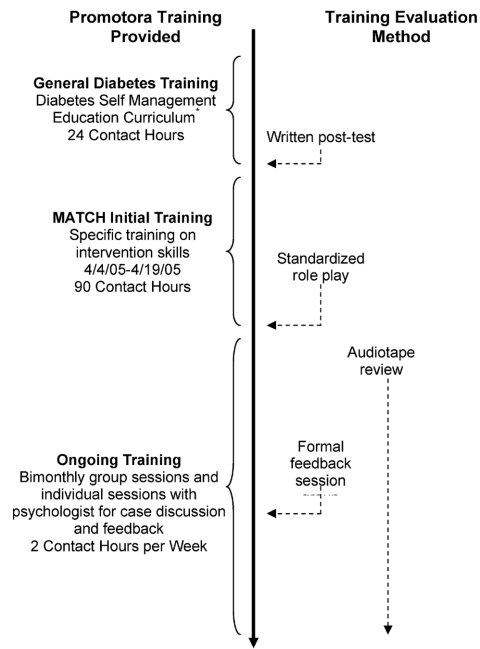 Promotora Training
Provided
Training Evaluation
Method
General Diabetes Training
Diabetes Self Management
Education Curriculum*
24 Contact Hours
Written post-test
MATCH Initial Training
Specific training on
intervention skills
4/4/05-4/19/05
90 Contact Hours
Standardized
role play
Audiotape
review
Ongoing Training
Bimonthly group sessions and
individual sessions with
psychologist for case discussion
and feedback
2 Contact Hours per Week
Formal
feedback
session